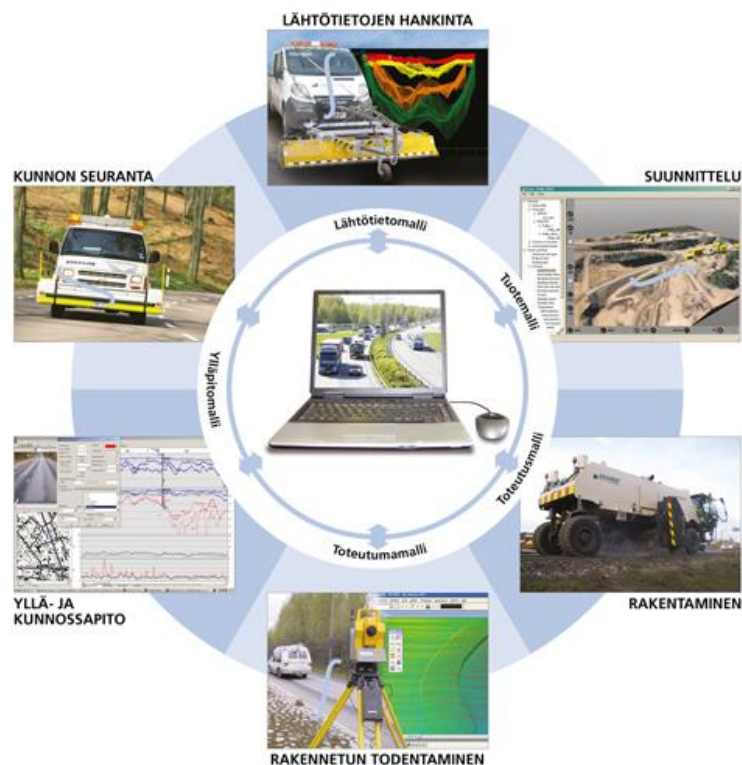 LÄHTÖTIETOJEN HANKINTA
KUNNON SEURANTA
SUUNNITTELU
Lähtötietomalli
Tuotemalli
Ylläpitomalli
Toteutusmalli
Toteutumamalli
YLLÄ- JA
KUNNOSSAPITO
RAKENTAMINEN
RAKENNETUN TODENTAMINEN